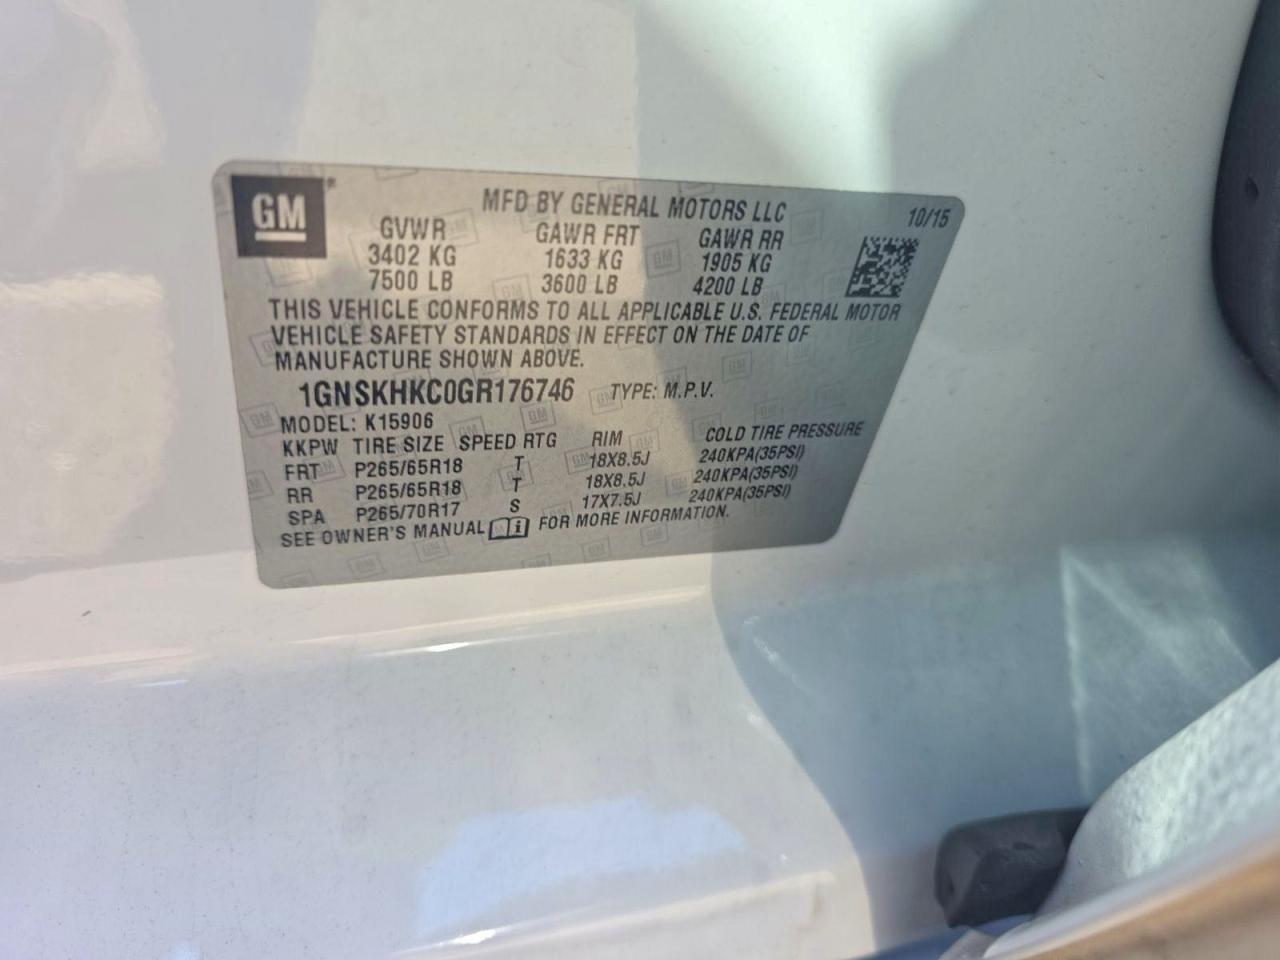 GM
MFD BY GENERAL MOTORS LLC 10/15
GVWR GAWR FRT GAWR RR
3402 KG 1633 KG 1905 KG
7500 LB 3600 LB 4200 LB
THIS VEHICLE CONFORMS TO ALL APPLICABLE U.S. FEDERAL MOTOR
VEHICLE SAFETY STANDARDS IN EFFECT ON THE DATE OF
MANUFACTURE SHOWN ABOVE.
1GNSKHKC0GR176746 TYPE: M.P.V.
MODEL: K15906
KKPW TIRE SIZE SPEED RTG RIM COLD TIRE PRESSURE
FRT P265/65R18 T 18X8.5J 240KPA(35PSI)
RR P265/65R18 T 18X8.5J 240KPA(35PSI)
SPA P265/70R17 S 17X7.5J 240KPA(35PSI)
SEE OWNER'S MANUAL i FOR MORE INFORMATION.